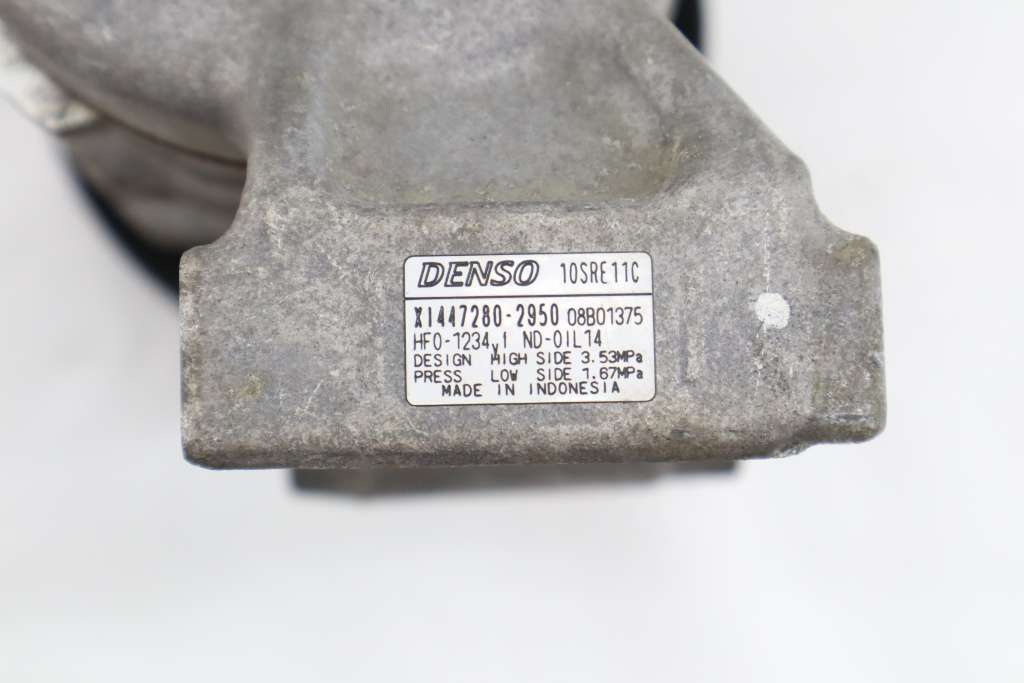 DENSO 10SRE11C
X1447280-2950 08B01375
HFO-1234y1 ND-OIL14
DESIGN HIGH SIDE 3.53MPa
PRESS LOW SIDE 1.67MPa
MADE IN INDONESIA